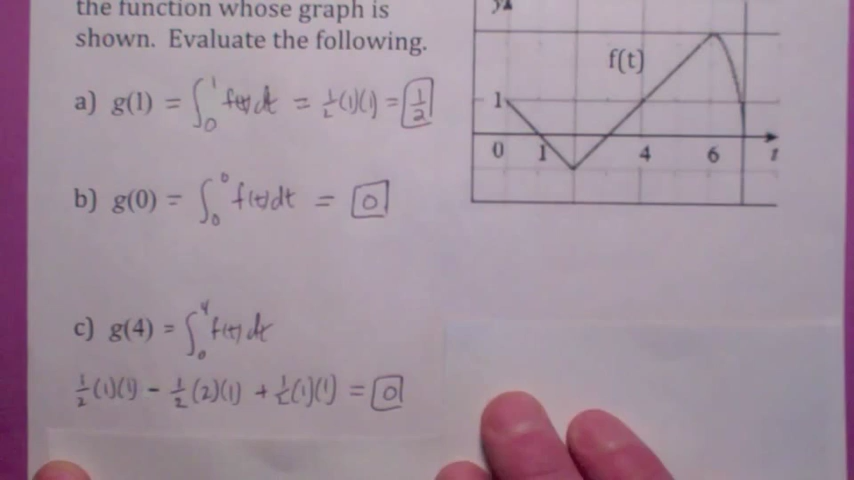 the function whose graph is
shown. Evaluate the following.
a) g(1) = ∫₀¹ f(t)dt = ½(1)(1) = ½
b) g(0) = ∫₀⁰ f(t)dt = 0
c) g(4) = ∫₀⁴ f(t)dt
½(1)(1) - ½(2)(1) + ½(1)(1) = 0
y
f(t)
1
0 1 4 6 t